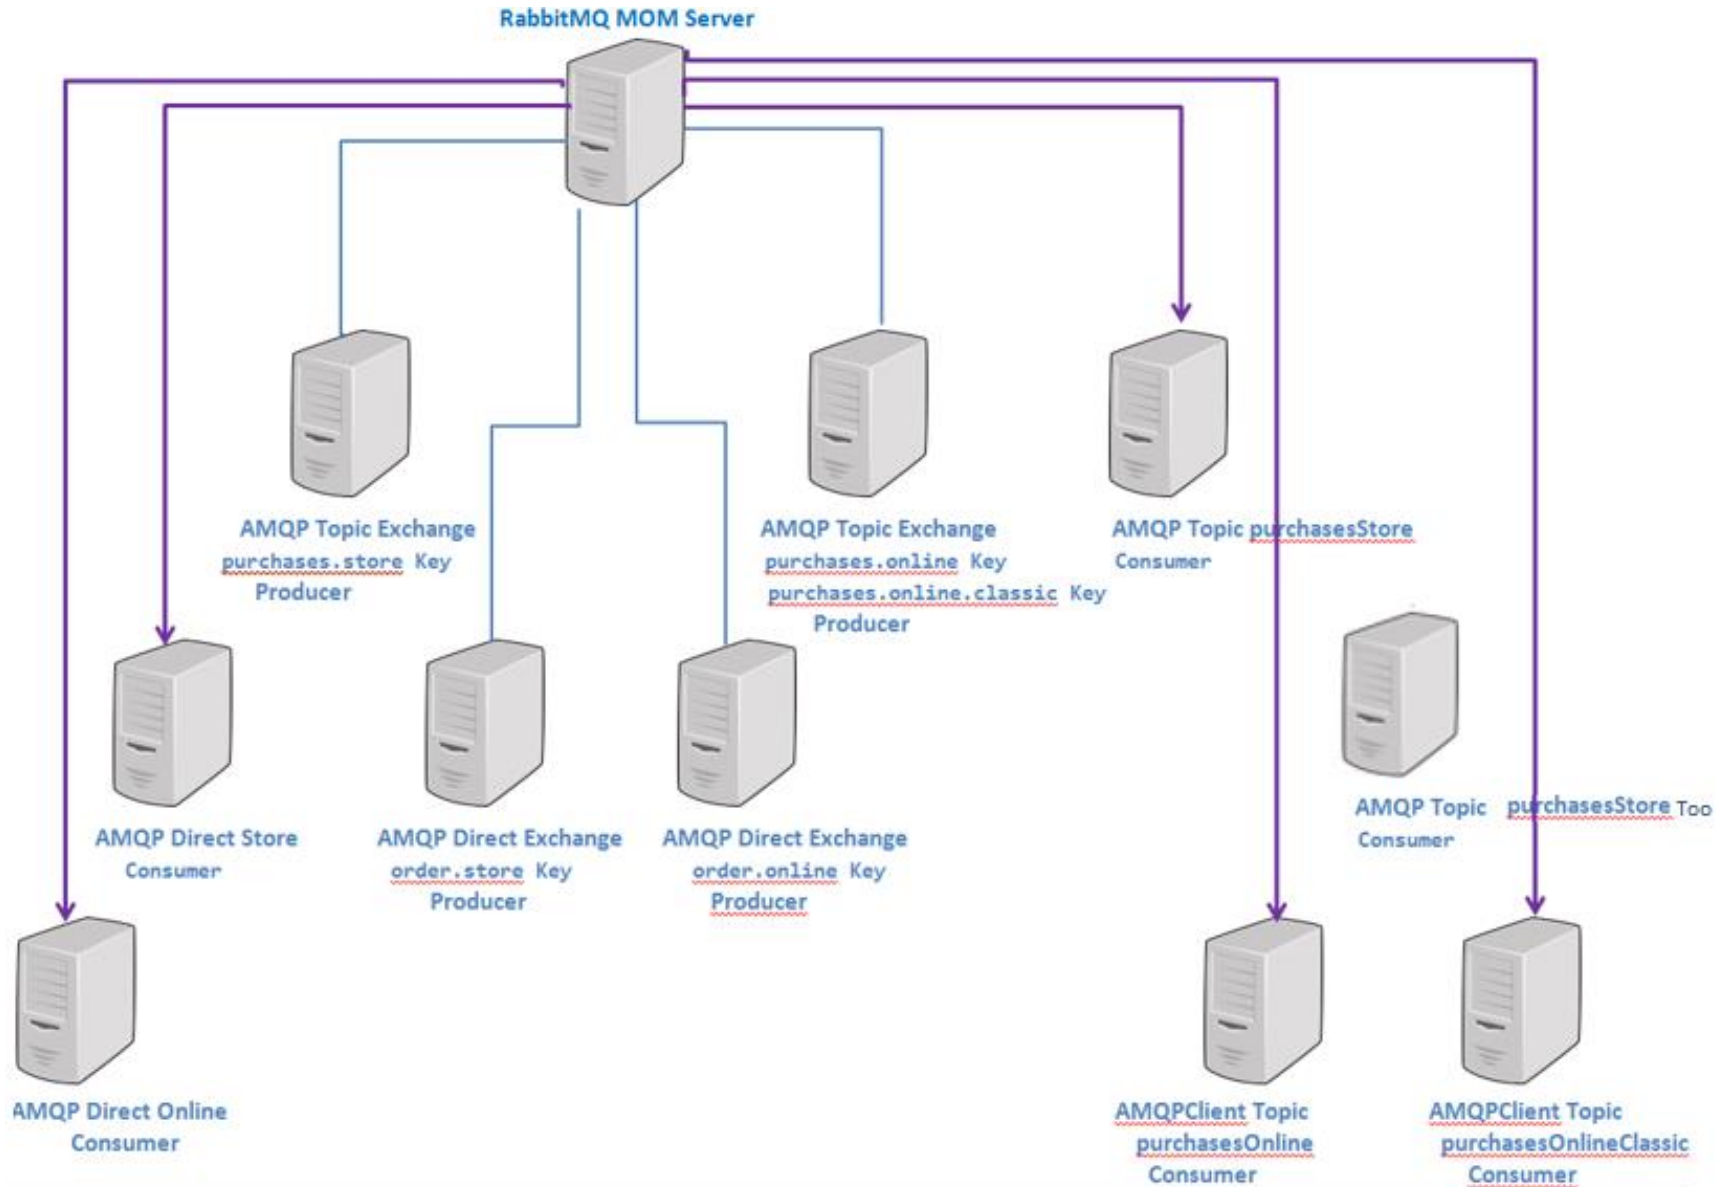 RabbitMQ MOM Server
AMQP Topic Exchange
purchases.store Key
Producer
AMQP Topic Exchange
purchases.online Key
purchases.online.classic Key
Producer
AMQP Topic purchasesStore
Consumer
AMQP Direct Store
Consumer
AMQP Direct Exchange
order.store Key
Producer
AMQP Direct Exchange
order.online Key
Producer
AMQP Topic purchasesStore Too
Consumer
AMQP Direct Online
Consumer
AMQPClient Topic
purchasesOnline
Consumer
AMQPClient Topic
purchasesOnlineClassic
Consumer